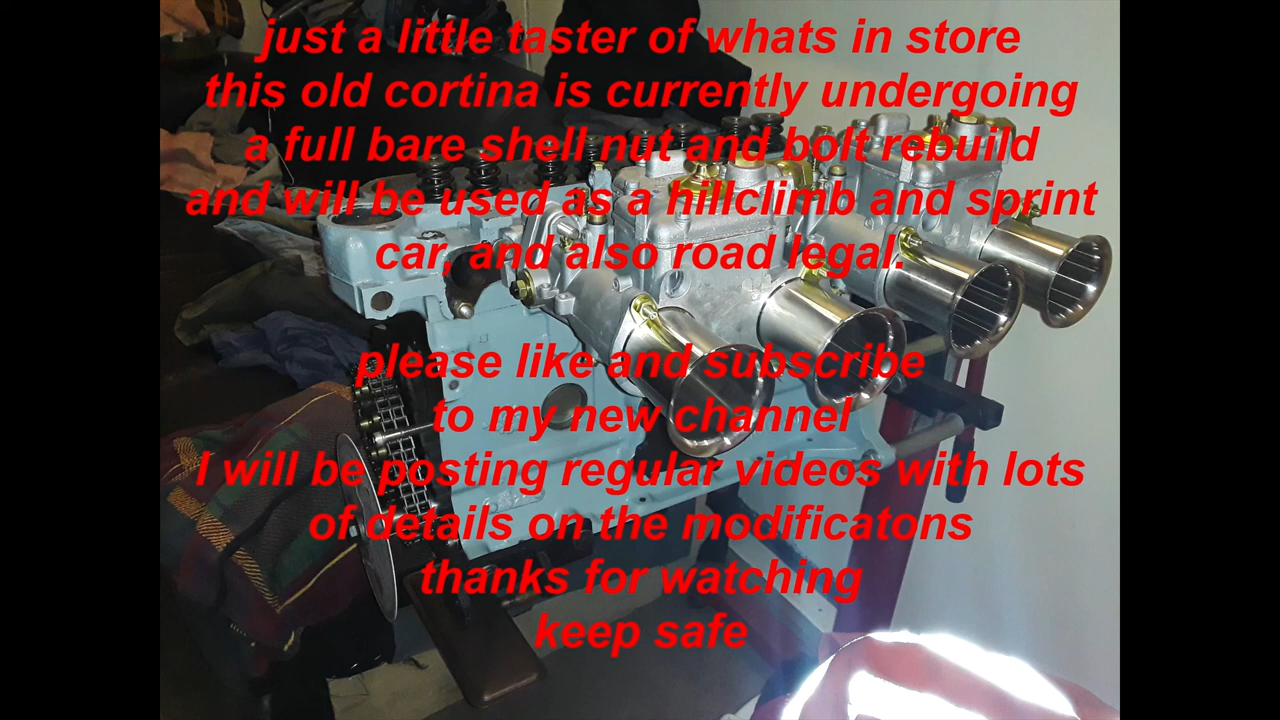 just a little taster of whats in store
this old cortina is currently undergoing
a full bare shell nut and bolt rebuild
and will be used as a hillclimb and sprint
car, and also road legal.
please like and subscribe
to my new channel
I will be posting regular videos with lots
of details on the modificatons
thanks for watching
keep safe